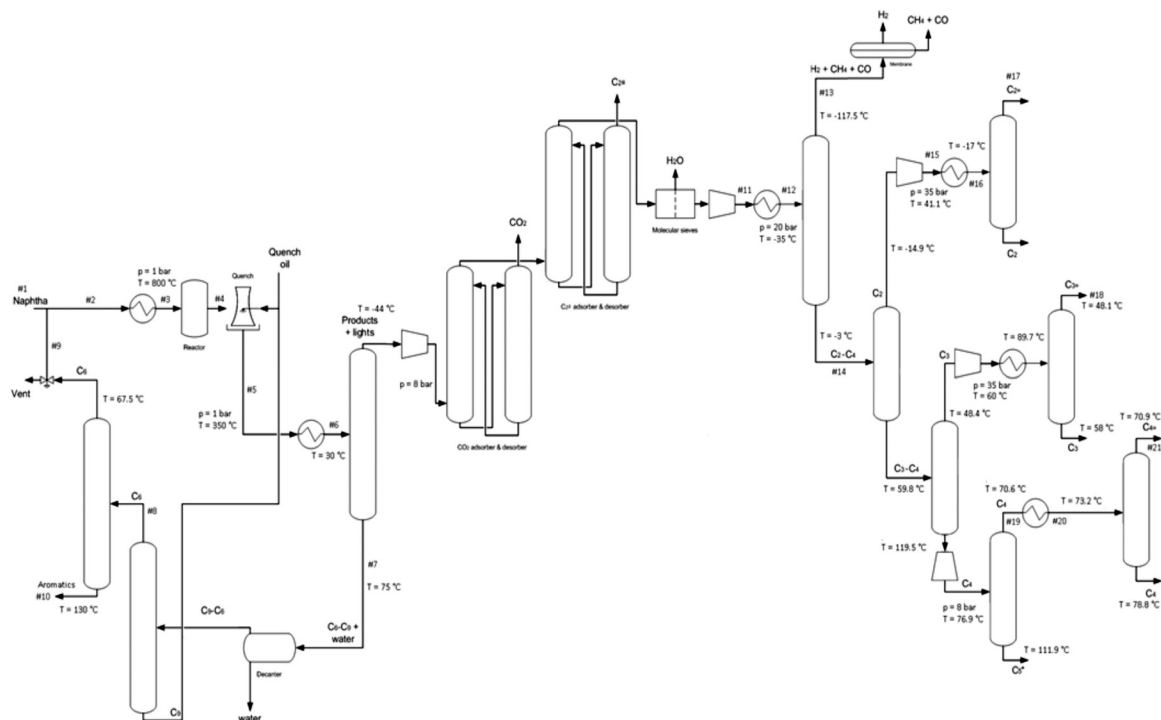 H₂
CH₄ + CO
Membrane
H₂ + CH₄ + CO
#13
T = -117.5 °C
#17
C₂₌
T = -17 °C
#15
#16
p = 35 bar
T = 41.1 °C
C₂
C₂₌
H₂O
Molecular sieves
#11
#12
p = 20 bar
T = -35 °C
T = -14.9 °C
C₂
CO₂
C₂₌ adsorber & desorber
T = -3 °C
C₂-C₄
#14
C₃₌
#18
T = 48.1 °C
T = 89.7 °C
C₃
p = 35 bar
T = 60 °C
T = 48.4 °C
T = 58 °C
C₃
Quench
oil
#1
Naphtha
#2
p = 1 bar
T = 800 °C
#3
Reactor
#4
Quench
T = -44 °C
Products
+ lights
p = 8 bar
CO₂ adsorber & desorber
#9
C₆
Vent
T = 67.5 °C
#5
p = 1 bar
T = 350 °C
#6
T = 30 °C
C₆
#8
#7
T = 75 °C
Aromatics
#10
T = 130 °C
C₉-C₆
C₆-C₉ +
water
Decanter
C₉
water
C₃-C₄
T = 59.8 °C
T = 119.5 °C
C₄
p = 8 bar
T = 76.9 °C
T = 70.6 °C
C₄
#19
#20
T = 73.2 °C
T = 70.9 °C
C₄₌
#21
C₄
T = 78.8 °C
T = 111.9 °C
C₅⁺